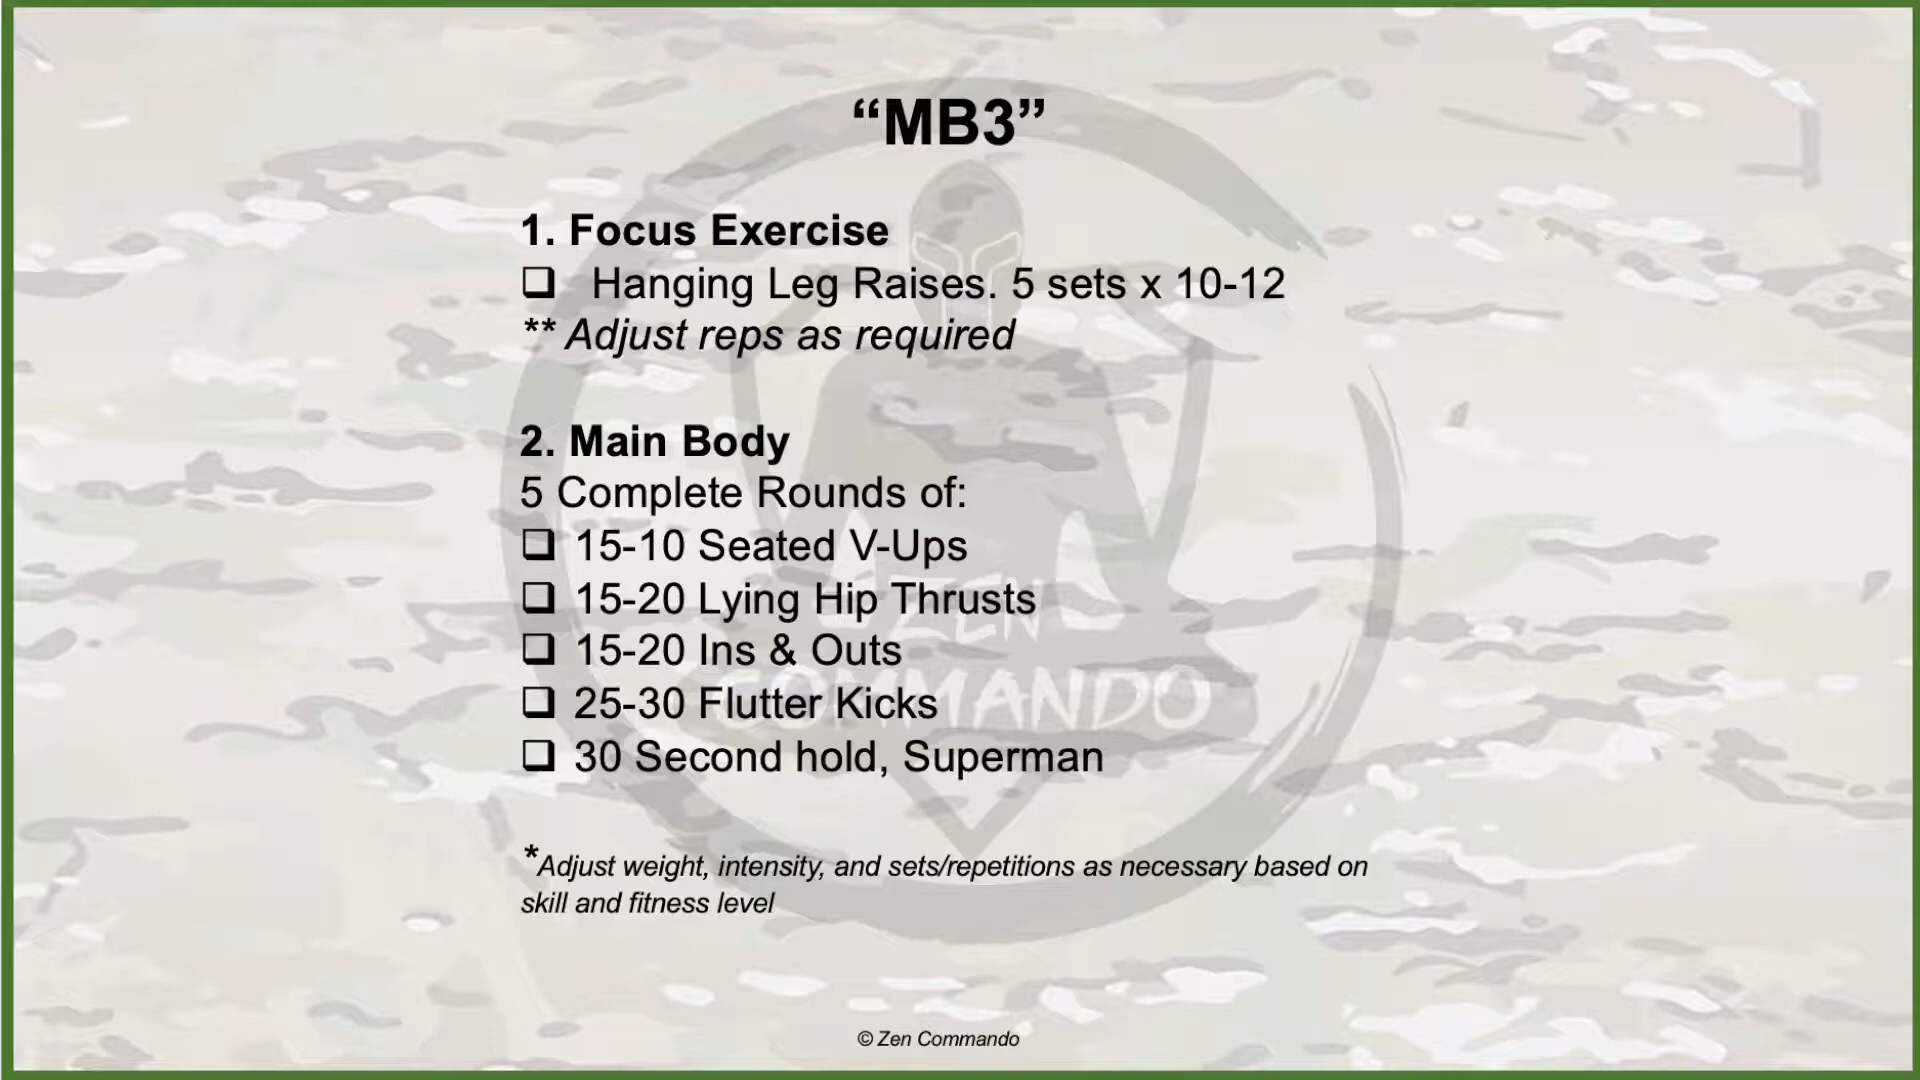 “MB3”
1. Focus Exercise
❑ Hanging Leg Raises. 5 sets x 10-12
** Adjust reps as required
2. Main Body
5 Complete Rounds of:
❑ 15-10 Seated V-Ups
❑ 15-20 Lying Hip Thrusts
❑ 15-20 Ins & Outs
❑ 25-30 Flutter Kicks
❑ 30 Second hold, Superman
ZEN
COMMANDO
*Adjust weight, intensity, and sets/repetitions as necessary based on
skill and fitness level
© Zen Commando